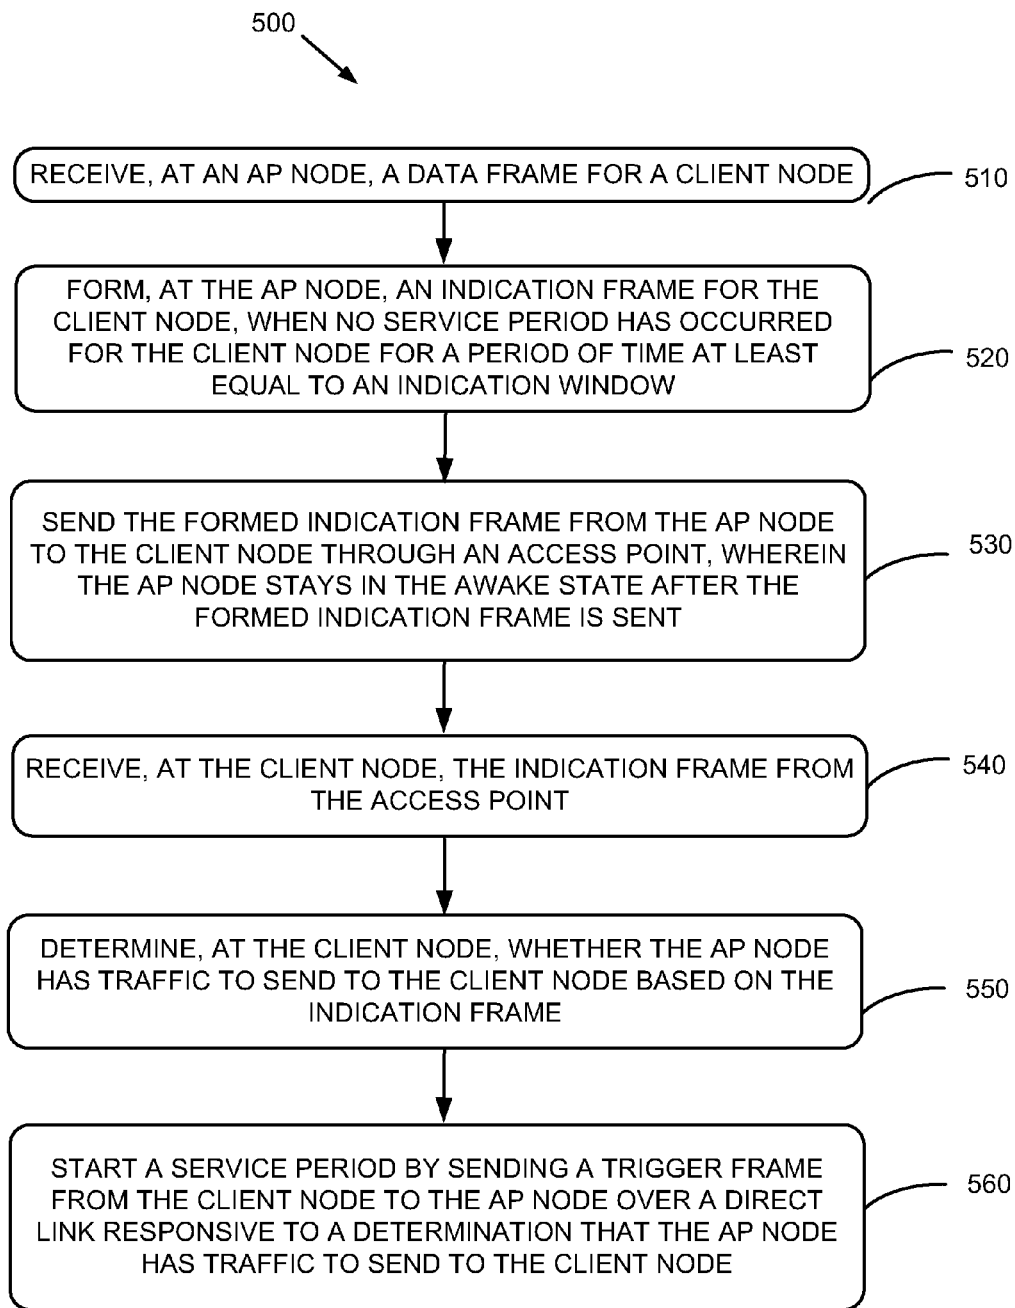 500
RECEIVE, AT AN AP NODE, A DATA FRAME FOR A CLIENT NODE
510
FORM, AT THE AP NODE, AN INDICATION FRAME FOR THE
CLIENT NODE, WHEN NO SERVICE PERIOD HAS OCCURRED
FOR THE CLIENT NODE FOR A PERIOD OF TIME AT LEAST
EQUAL TO AN INDICATION WINDOW
520
SEND THE FORMED INDICATION FRAME FROM THE AP NODE
TO THE CLIENT NODE THROUGH AN ACCESS POINT, WHEREIN
THE AP NODE STAYS IN THE AWAKE STATE AFTER THE
FORMED INDICATION FRAME IS SENT
530
RECEIVE, AT THE CLIENT NODE, THE INDICATION FRAME FROM
THE ACCESS POINT
540
DETERMINE, AT THE CLIENT NODE, WHETHER THE AP NODE
HAS TRAFFIC TO SEND TO THE CLIENT NODE BASED ON THE
INDICATION FRAME
550
START A SERVICE PERIOD BY SENDING A TRIGGER FRAME
FROM THE CLIENT NODE TO THE AP NODE OVER A DIRECT
LINK RESPONSIVE TO A DETERMINATION THAT THE AP NODE
HAS TRAFFIC TO SEND TO THE CLIENT NODE
560